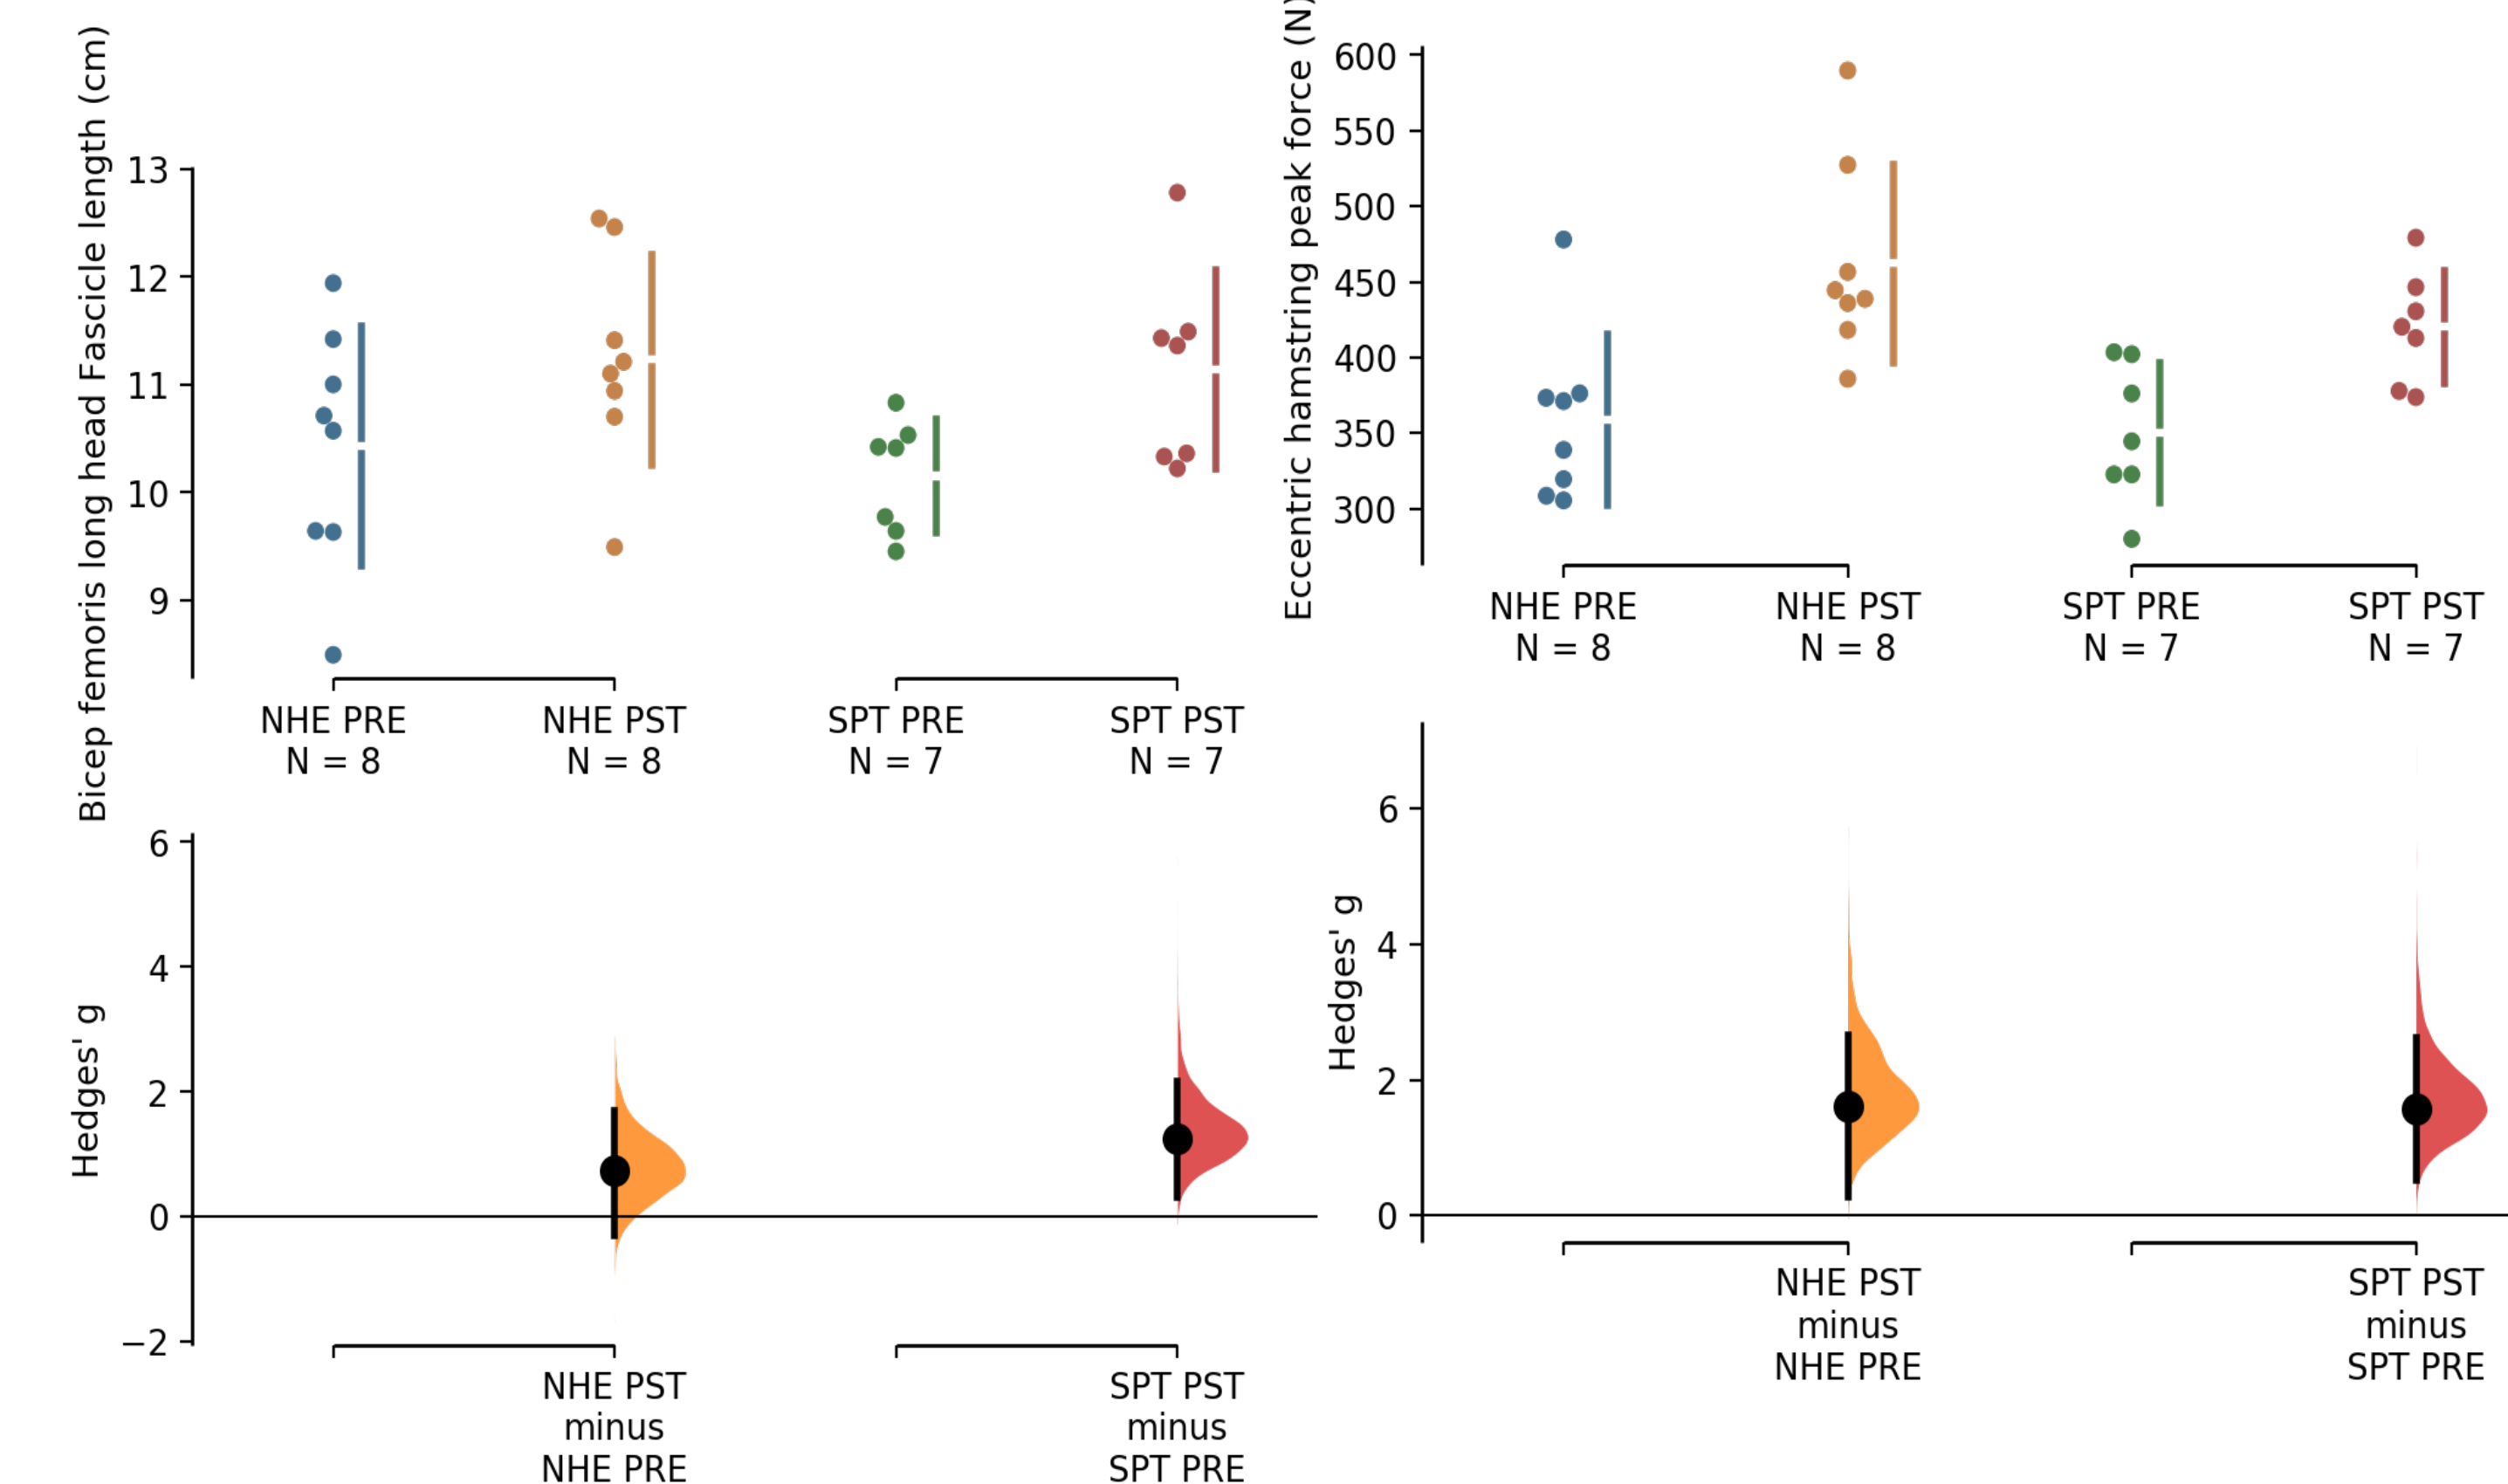 Bicep femoris long head Fascicle length (cm)
13
12
11
10
9
NHE PRE
N = 8
NHE PST
N = 8
SPT PRE
N = 7
SPT PST
N = 7
Eccentric hamstring peak force (N)
600
550
500
450
400
350
300
NHE PRE
N = 8
NHE PST
N = 8
SPT PRE
N = 7
SPT PST
N = 7
Hedges' g
6
4
2
0
−2
NHE PST
minus
NHE PRE
SPT PST
minus
SPT PRE
Hedges' g
6
4
2
0
NHE PST
minus
NHE PRE
SPT PST
minus
SPT PRE